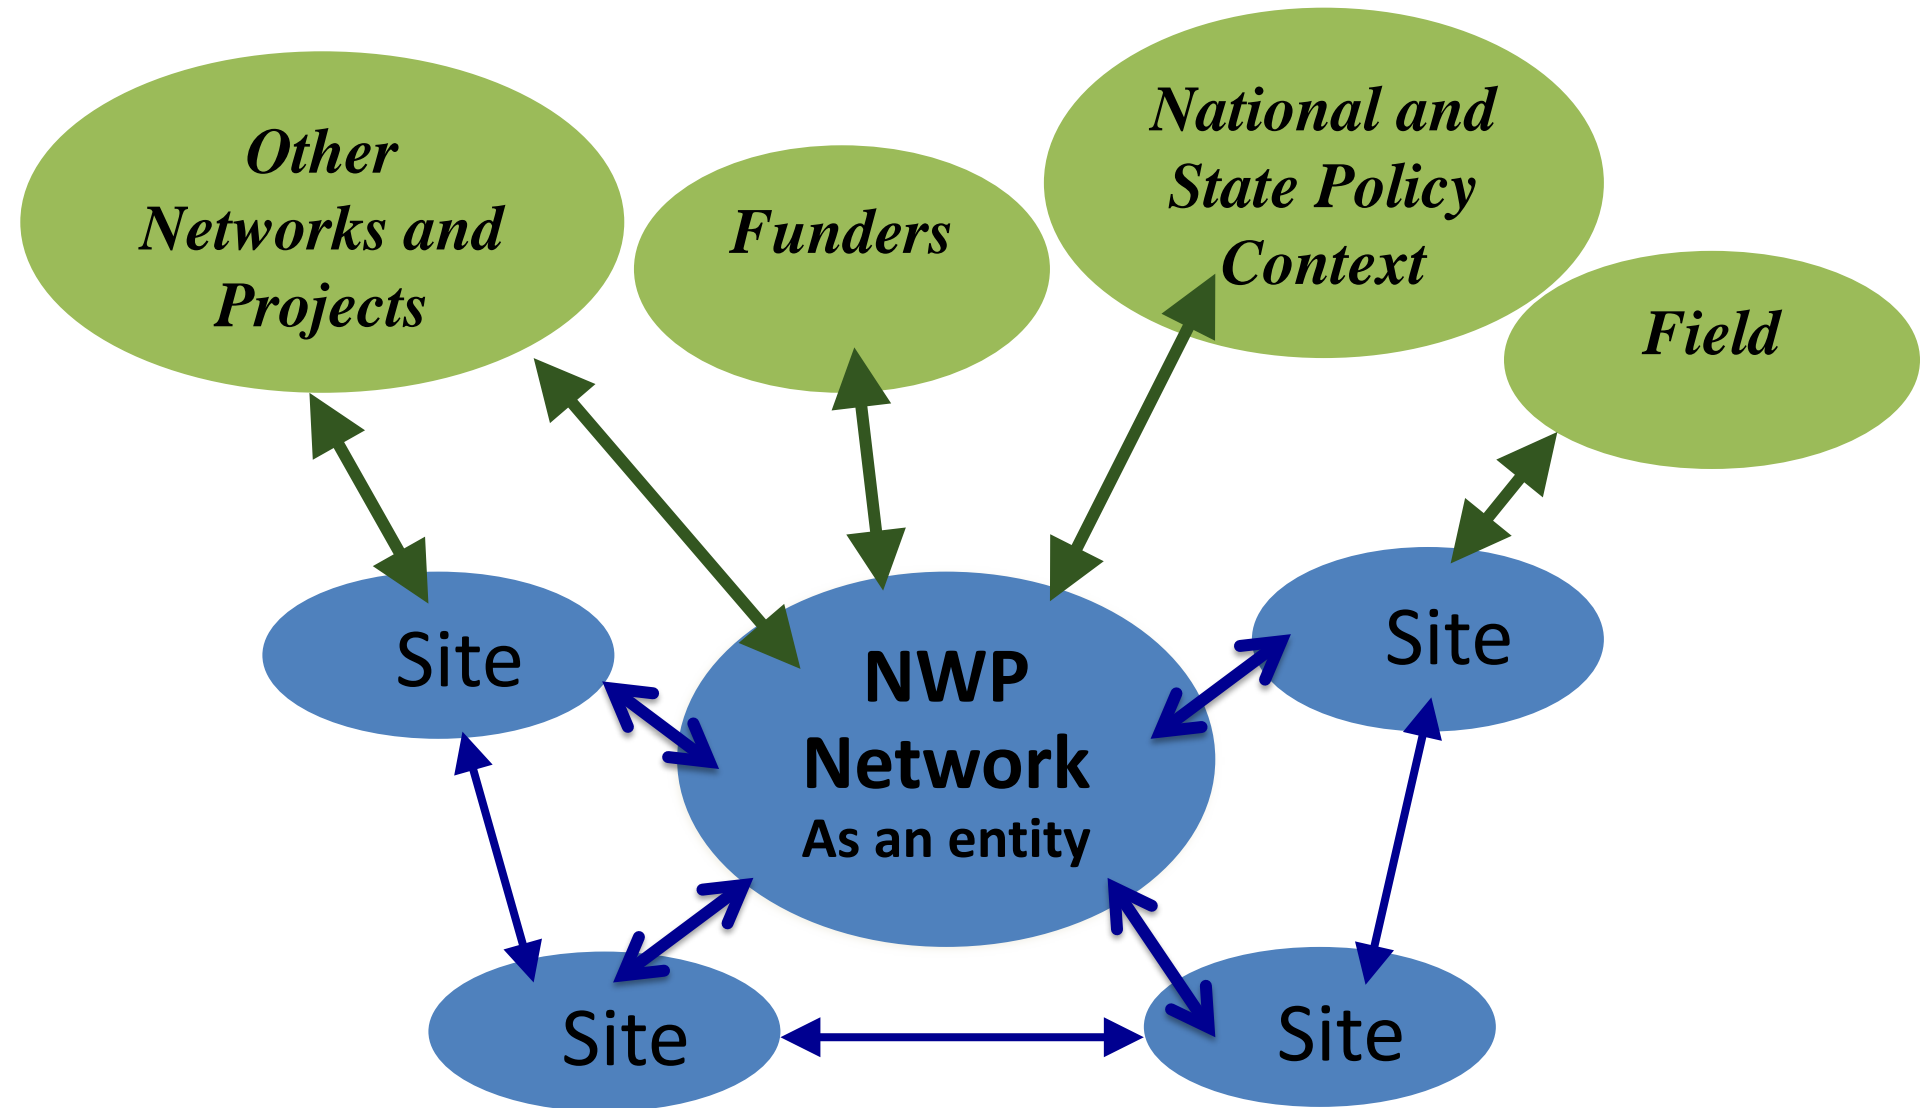 Other
Networks and
Projects
Funders
National and
State Policy
Context
Field
Site
NWP
Network
As an entity
Site
Site
Site